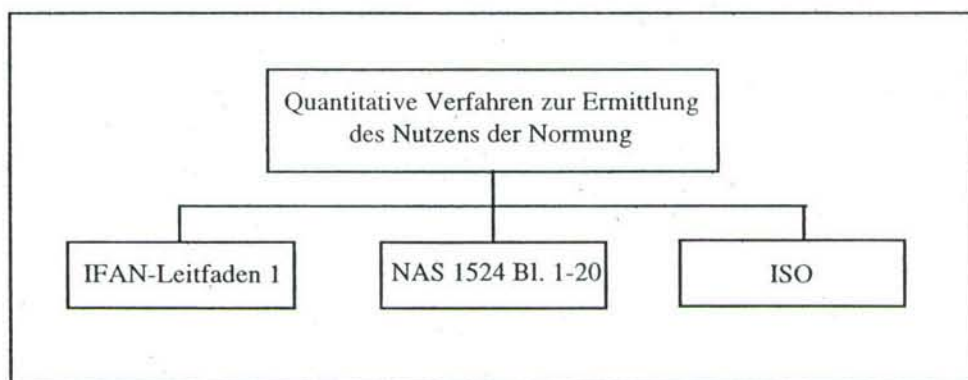 Quantitative Verfahren zur Ermittlung
des Nutzens der Normung
IFAN-Leitfaden 1
NAS 1524 Bl. 1-20
ISO